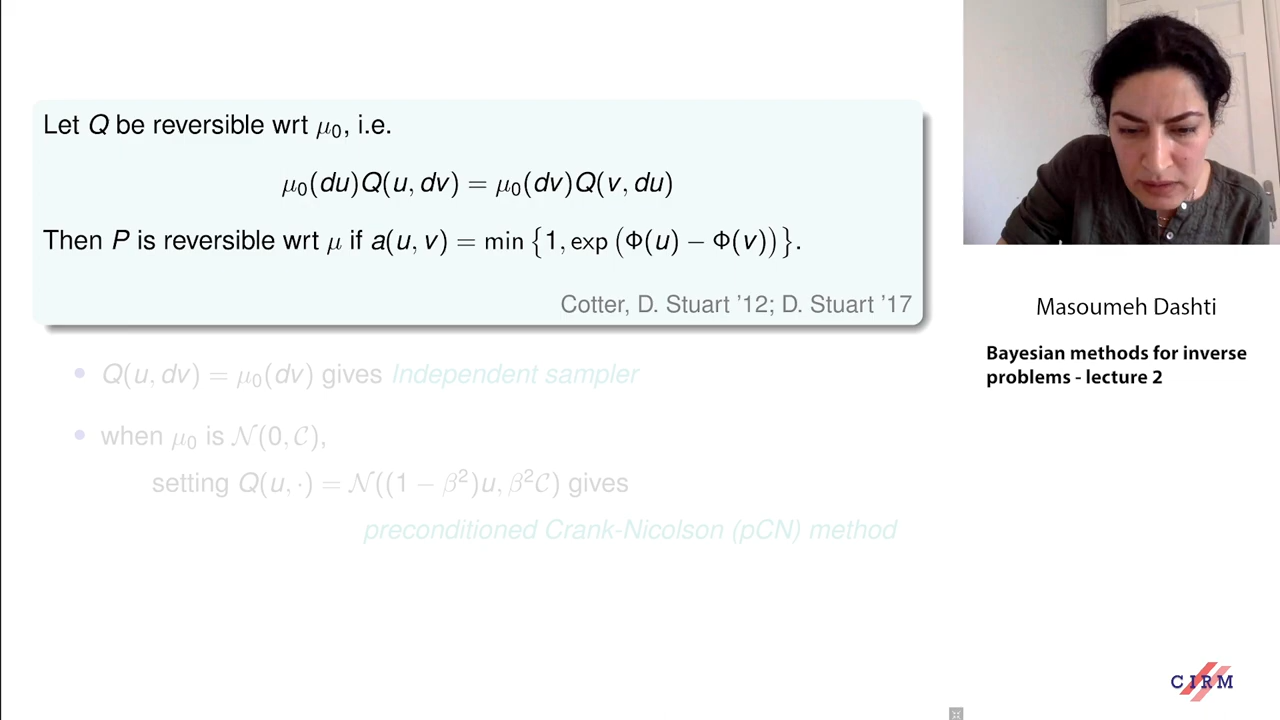 Let Q be reversible wrt μ₀, i.e.
μ₀(du)Q(u, dv) = μ₀(dv)Q(v, du)
Then P is reversible wrt μ if a(u, v) = min {1, exp (Φ(u) − Φ(v))}.
Cotter, D. Stuart '12; D. Stuart '17
• Q(u, dv) = μ₀(dv) gives Independent sampler
• when μ₀ is 𝒩(0, 𝒞),
setting Q(u, ·) = 𝒩((1 − β²)u, β²𝒞) gives
preconditioned Crank-Nicolson (pCN) method
Masoumeh Dashti
Bayesian methods for inverse
problems - lecture 2
CIRM